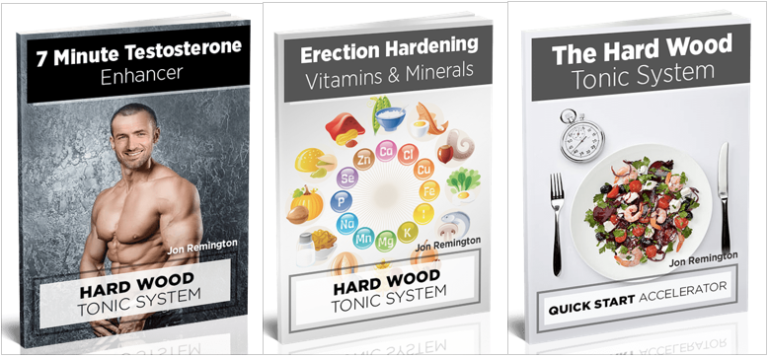 7 Minute Testosterone
Enhancer
Jon Remington
HARD WOOD
TONIC SYSTEM
Erection Hardening
Vitamins & Minerals
Zn
Ca
Cl
Cu
Fe
I
K
Mg
Mn
Na
P
Se
Jon Remington
HARD WOOD
TONIC SYSTEM
The Hard Wood
Tonic System
Jon Remington
QUICK START ACCELERATOR